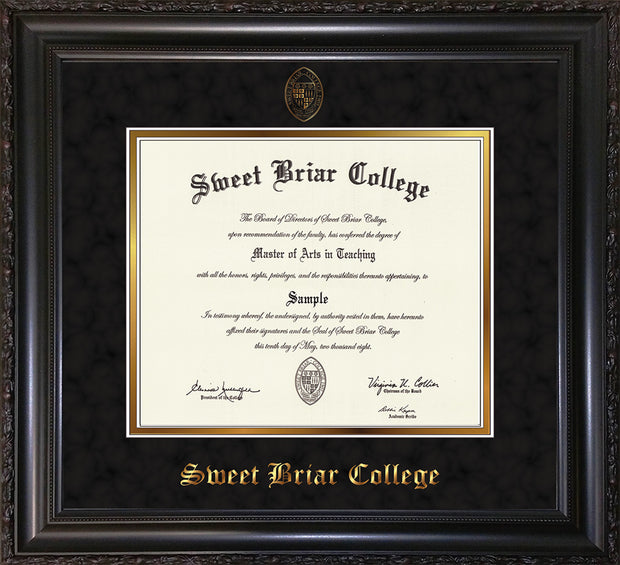 Sweet Briar College
The Board of Directors of Sweet Briar College,
upon recommendation of the faculty, has conferred the degree of
Master of Arts in Teaching
with all the honors, rights, privileges, and the responsibilities thereunto appertaining, to
Sample
In testimony whereof, the undersigned, by authority vested in them, have hereunto
affixed their signatures and the Seal of Sweet Briar College
this tenth day of May, two thousand eight.
President of the College
Virginia N. Collier
Chairman of the Board
Academic Scribe
Sweet Briar College